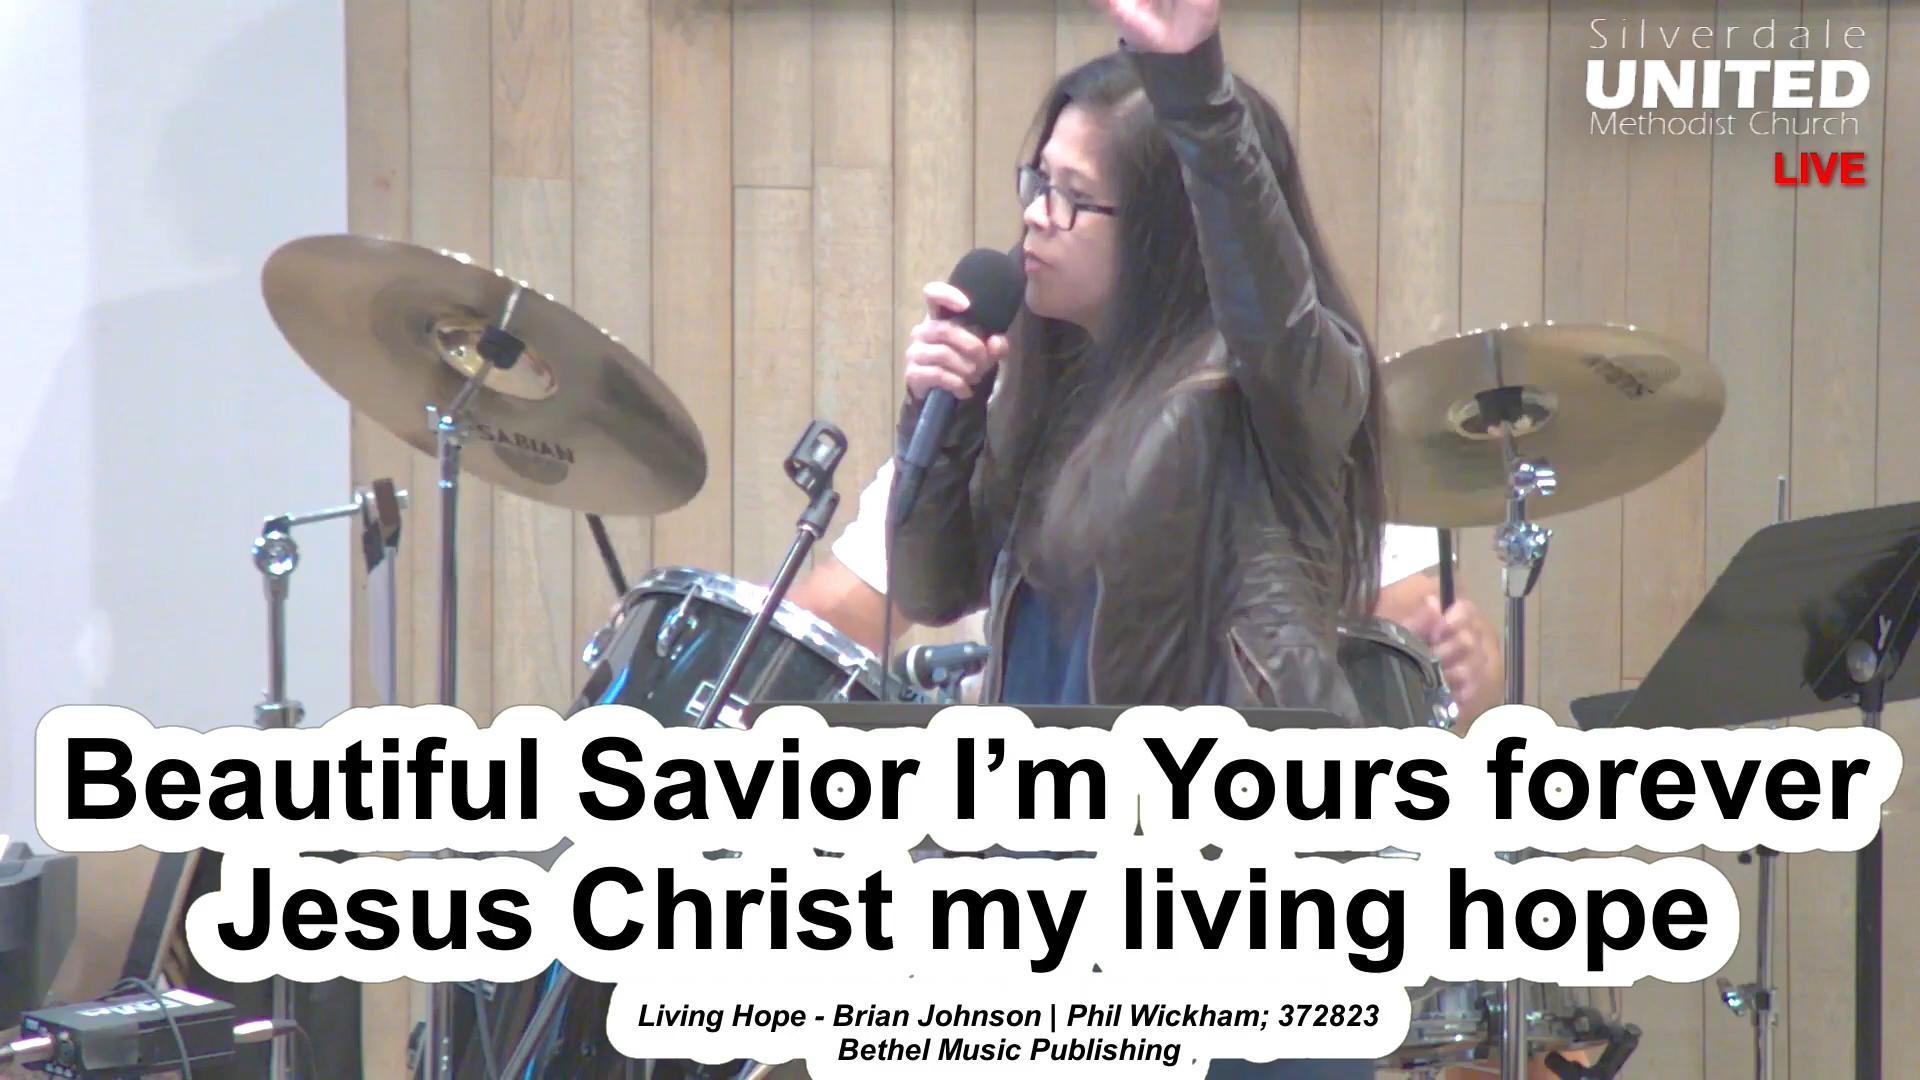 Silverdale
UNITED
Methodist Church
LIVE
SABIAN
Beautiful Savior I’m Yours forever
Jesus Christ my living hope
Living Hope - Brian Johnson | Phil Wickham; 372823
Bethel Music Publishing